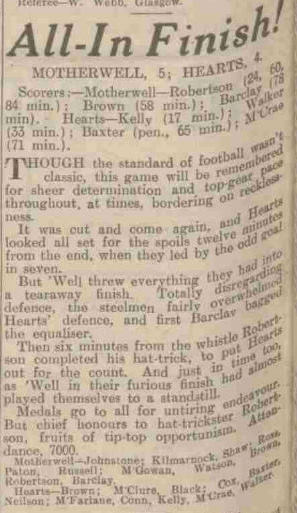 Referee—W. Webb, Glasgow.
All-In Finish!
MOTHERWELL, 5; HEARTS, 4.
Scorers:—Motherwell—Robertson (24, 60,
84 min.); Brown (58 min.); Barclay (78
min). Hearts—Kelly (17 min.); Walker
(33 min.); Baxter (pen., 65 min.); M'Crae
(71 min.).
THOUGH the standard of football wasn't
classic, this game will be remembered
for sheer determination and top-gear pace
throughout, at times, bordering on reckless-
ness.
It was cut and come again, and Hearts
looked all set for the spoils twelve minutes
from the end, when they led by the odd goal
in seven.
But 'Well threw everything they had into
a tearaway finish. Totally disregarding
defence, the steelmen fairly overwhelmed
Hearts' defence, and first Barclay bagged
the equaliser.
Then six minutes from the whistle Robert-
son completed his hat-trick, to put Hearts
out for the count. And just in time too,
as 'Well in their furious finish had almost
played themselves to a standstill.
Medals go to all for untiring endeavour.
But chief honours to hat-trickster Robert-
son, fruits of tip-top opportunism. Atten-
dance, 7000.
Motherwell—Johnstone; Kilmarnock, Shaw; Ross,
Paton, Russell; M'Gowan, Watson, Brown,
Robertson, Barclay.
Hearts—Brown; M'Clure, Black; Cox, Baxter,
Neilson; M'Farlane, Conn, Kelly, M'Crae, Walker.